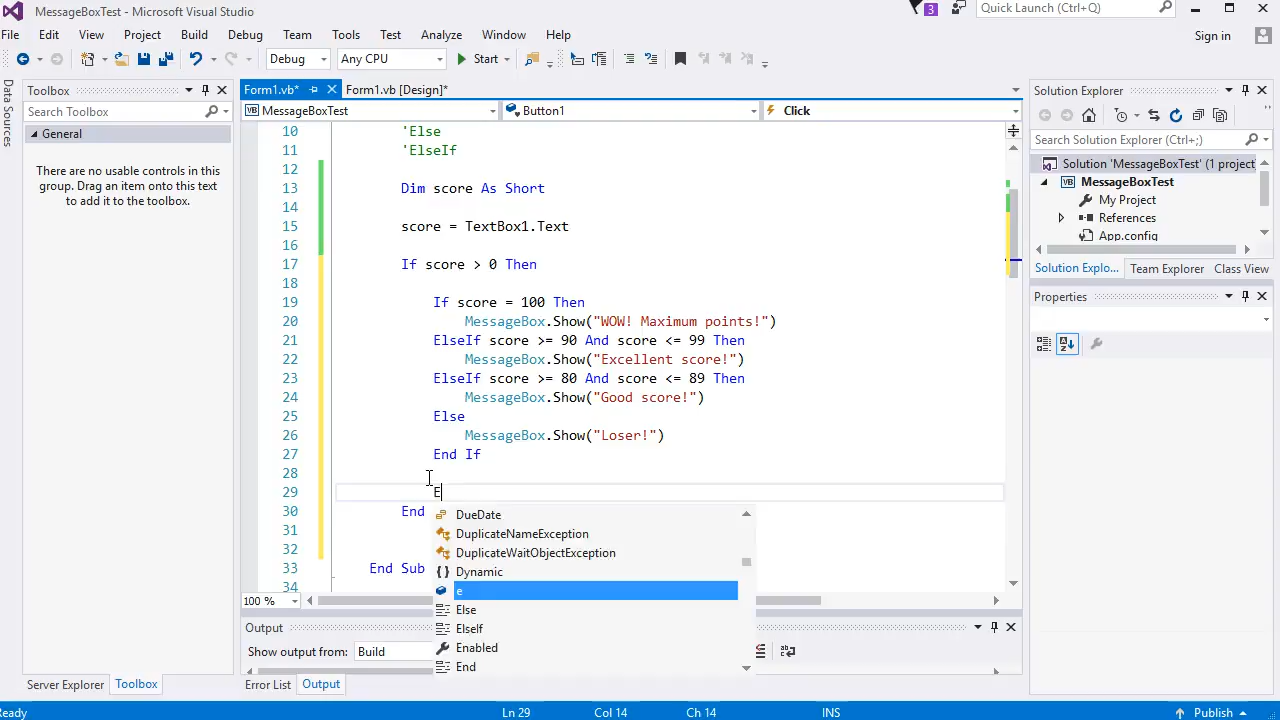 MessageBoxTest - Microsoft Visual Studio
3
Quick Launch (Ctrl+Q)
File Edit View Project Build Debug Team Tools Test Analyze Window Help
Sign in
Debug Any CPU Start
Data Sources
Toolbox
Search Toolbox
General
There are no usable controls in this
group. Drag an item onto this text
to add it to the toolbox.
Server Explorer Toolbox
Form1.vb* Form1.vb [Design]*
MessageBoxTest Button1 Click
10 'Else
11 'ElseIf
12
13 Dim score As Short
14
15 score = TextBox1.Text
16
17 If score > 0 Then
18
19 If score = 100 Then
20 MessageBox.Show("WOW! Maximum points!")
21 ElseIf score >= 90 And score <= 99 Then
22 MessageBox.Show("Excellent score!")
23 ElseIf score >= 80 And score <= 89 Then
24 MessageBox.Show("Good score!")
25 Else
26 MessageBox.Show("Loser!")
27 End If
28
29 E
30 End
31
32
33 End Sub
34
DueDate
DuplicateNameException
DuplicateWaitObjectException
Dynamic
e
Else
ElseIf
Enabled
End
100 %
Output
Show output from: Build
Error List Output
Solution Explorer
Search Solution Explorer (Ctrl+;)
Solution 'MessageBoxTest' (1 project
MessageBoxTest
My Project
References
App.config
Solution Explo... Team Explorer Class View
Properties
Ready Ln 29 Col 14 Ch 14 INS Publish